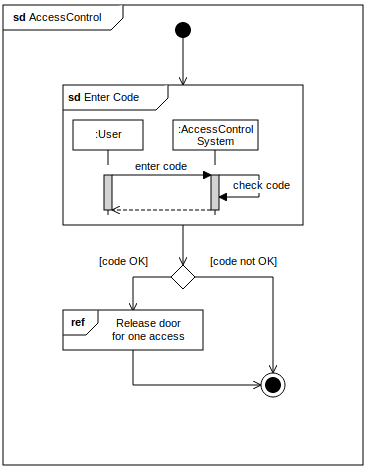 sd AccessControl
sd Enter Code
:User
:AccessControl
System
enter code
check code
[code OK]
[code not OK]
ref
Release door
for one access